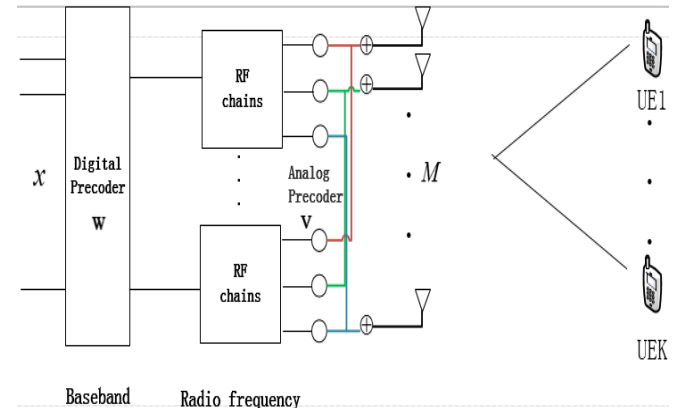 RF
chains
UE1
x
Digital
Precoder
W
Analog
Precoder
V
M
RF
chains
UEK
Baseband
Radio frequency